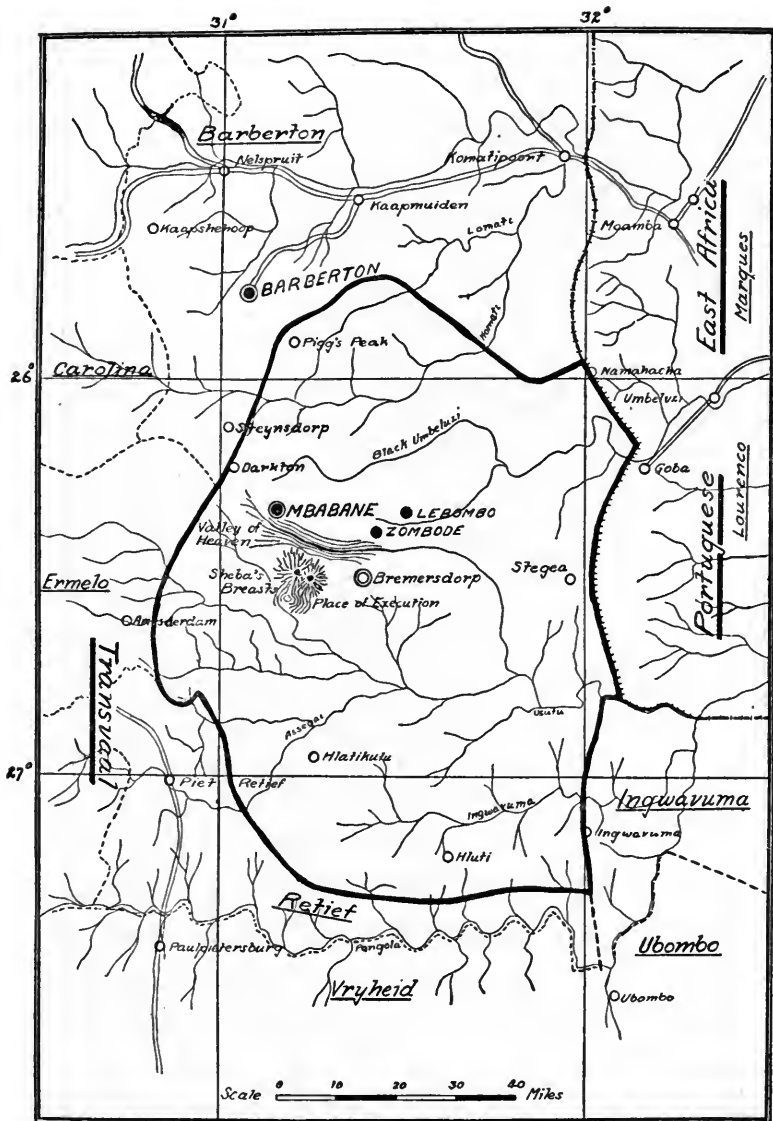 31°
32°
Barberton
Nelspruit
Komatipoort
Kaapmuiden
Kaapshehoop
Lomati
Moamba
East Africa
Marques
BARBERTON
Komati
Pigg's Peak
26°
Carolina
Namahacha
Umbeluzi
Steynsdorp
Black Umbeluzi
Darkton
Goba
MBABANE
LEBOMBO
Valley of
Heaven
ZOMBODE
Portuguese
Lourenco
Ermelo
Sheba's
Breasts
Bremersdorp
Stegea
Place of Execution
Amsterdam
Transvaal
Assegai
Usutu
Hlatikulu
27°
Piet Retief
Ingwavuma
Ingwavuma
Ingwavuma
Hluti
Retief
Paulpietersburg
Pongola
Ubombo
Vryheid
Ubombo
Scale 0 10 20 30 40 Miles